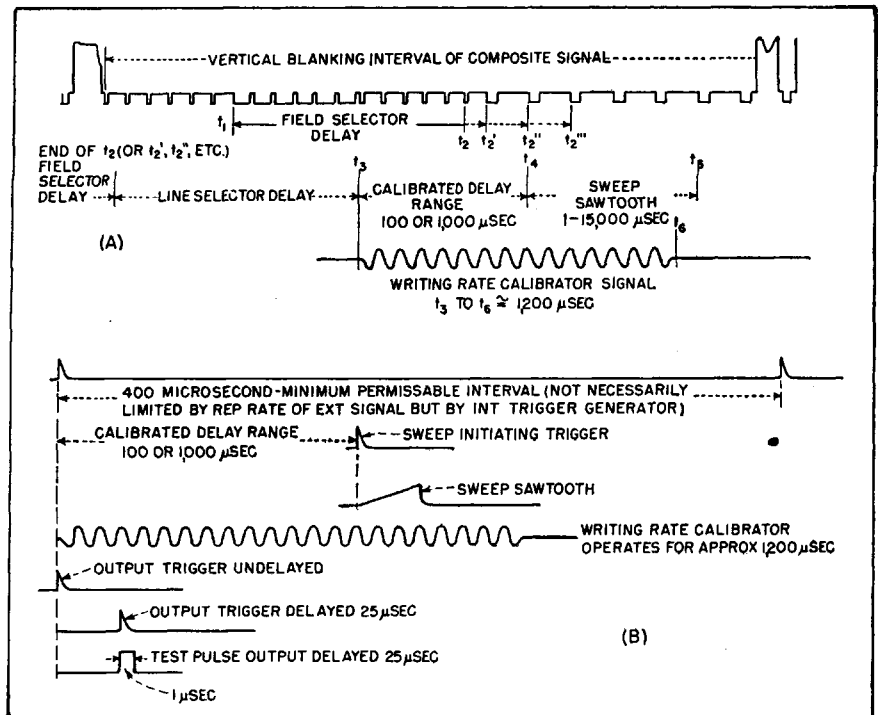 VERTICAL BLANKING INTERVAL OF COMPOSITE SIGNAL
t1
FIELD SELECTOR
DELAY
t2
t2'
t2"
t2'''
END OF t2 (OR t2', t2", ETC.)
FIELD
SELECTOR
DELAY
LINE SELECTOR DELAY
t3
CALIBRATED DELAY
RANGE
100 OR 1,000 μSEC
t4
SWEEP
SAWTOOTH
1-15,000 μSEC
t5
t6
(A)
WRITING RATE CALIBRATOR SIGNAL
t3 TO t6 ≅ 1,200 μSEC
400 MICROSECOND-MINIMUM PERMISSABLE INTERVAL (NOT NECESSARILY
LIMITED BY REP RATE OF EXT SIGNAL BUT BY INT TRIGGER GENERATOR)
CALIBRATED DELAY RANGE
100 OR 1,000 μSEC
SWEEP INITIATING TRIGGER
SWEEP SAWTOOTH
WRITING RATE CALIBRATOR
OPERATES FOR APPROX 1,200 μSEC
OUTPUT TRIGGER UNDELAYED
OUTPUT TRIGGER DELAYED 25 μSEC
TEST PULSE OUTPUT DELAYED 25 μSEC
1 μSEC
(B)